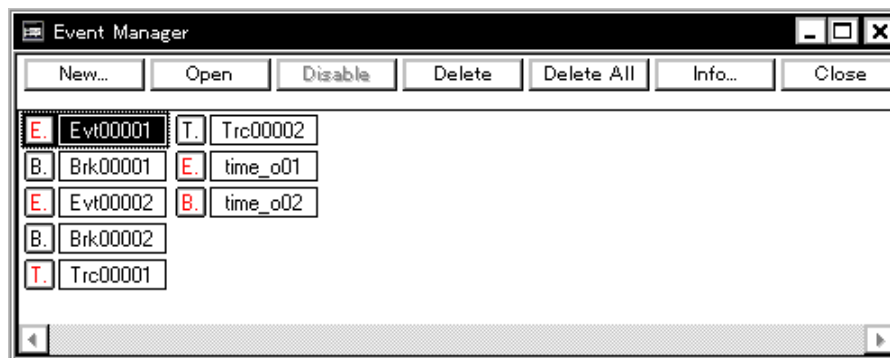 Event Manager
New... Open Disable Delete Delete All Info... Close
E. Evt00001 T. Trc00002
B. Brk00001 E. time_o01
E. Evt00002 B. time_o02
B. Brk00002
T. Trc00001